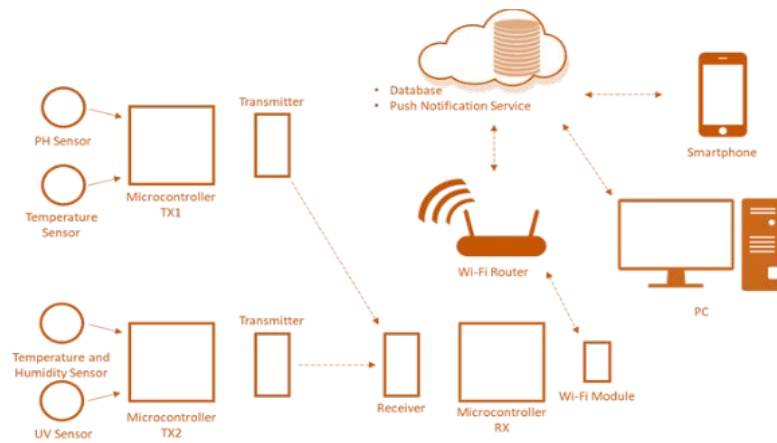 • Database
• Push Notification Service
Transmitter
PH Sensor
Smartphone
Microcontroller
TX1
Temperature
Sensor
Wi-Fi Router
PC
Transmitter
Temperature and
Humidity Sensor
Receiver
Microcontroller
RX
Wi-Fi Module
Microcontroller
TX2
UV Sensor